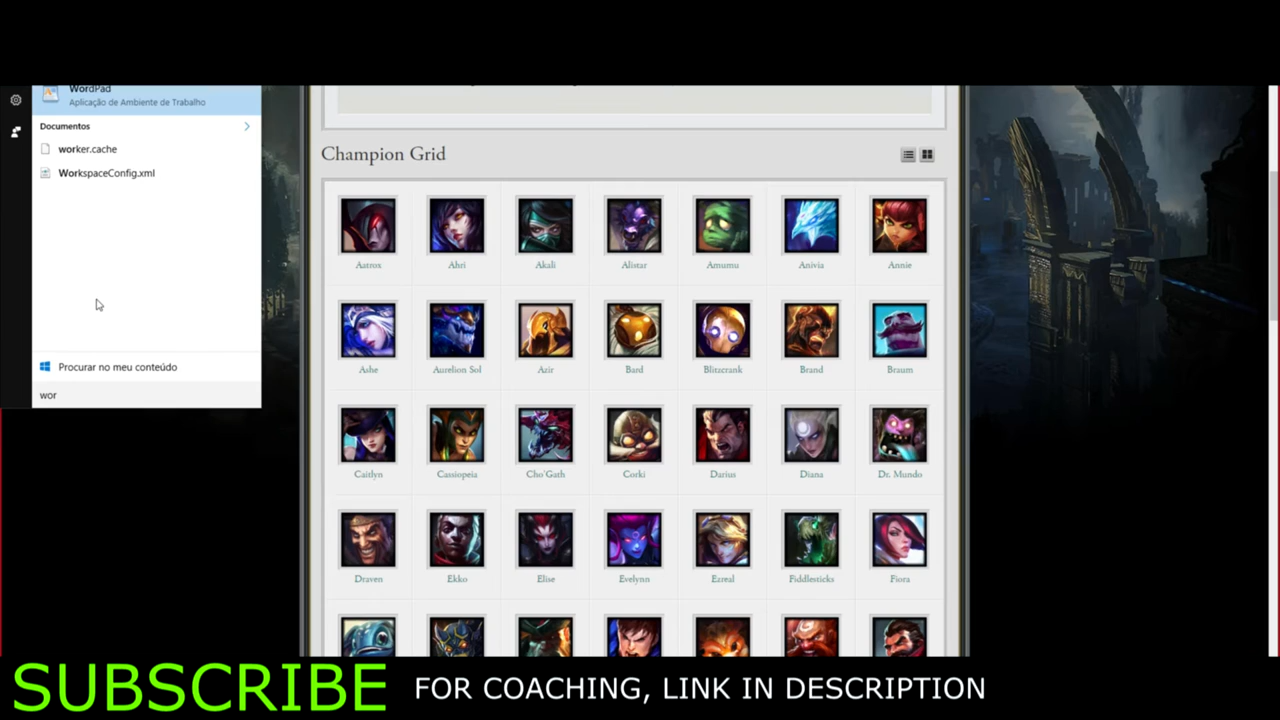 WordPad
Aplicação de Ambiente de Trabalho
Documentos
worker.cache
WorkspaceConfig.xml
Procurar no meu conteúdo
wor
Champion Grid
Aatrox Ahri Akali Alistar Amumu Anivia Annie
Ashe Aurelion Sol Azir Bard Blitzcrank Brand Braum
Caitlyn Cassiopeia Cho'Gath Corki Darius Diana Dr. Mundo
Draven Ekko Elise Evelynn Ezreal Fiddlesticks Fiora
SUBSCRIBE FOR COACHING, LINK IN DESCRIPTION